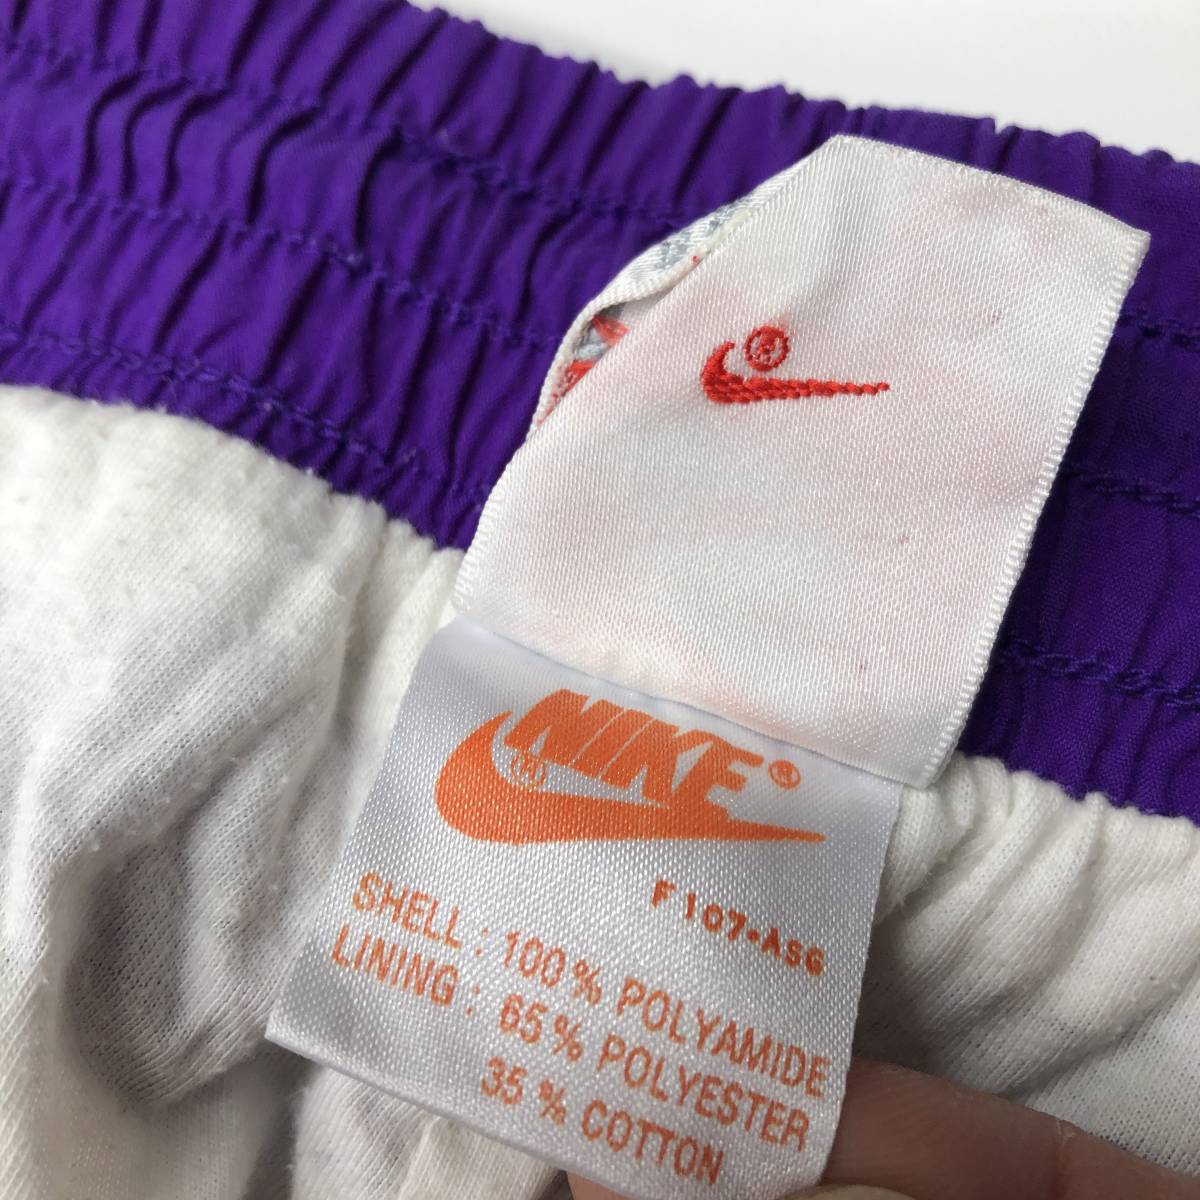 NIKE®
F107-ASG
SHELL : 100% POLYAMIDE
LINING : 65% POLYESTER
35% COTTON